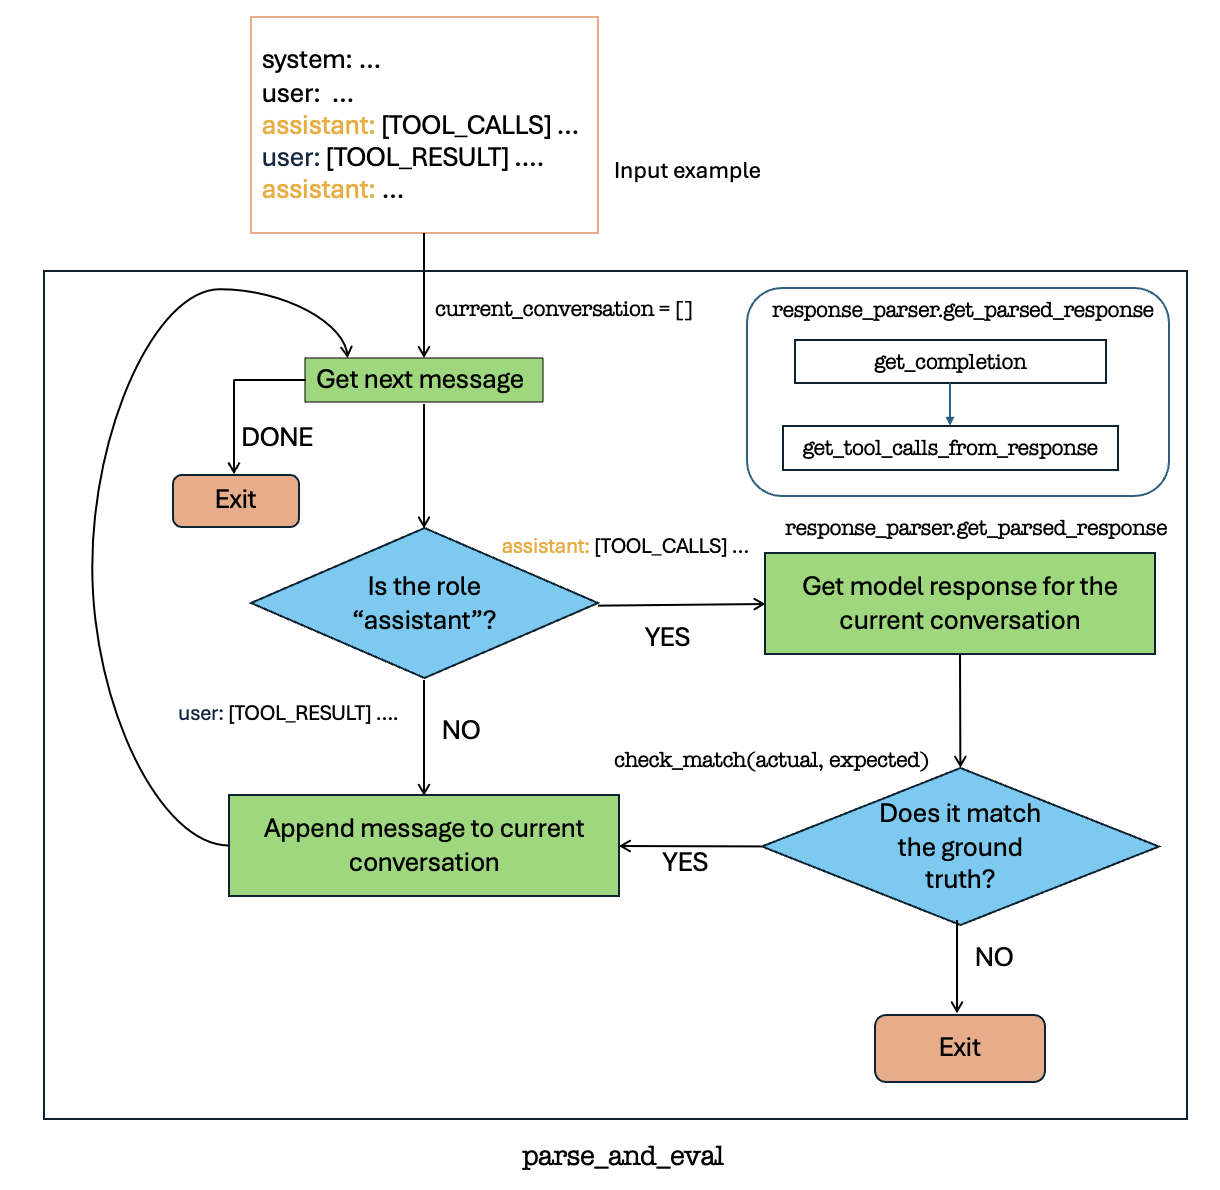 system: ...
user:  ...
assistant: [TOOL_CALLS] ...
user: [TOOL_RESULT] ....
assistant: ...
Input example
current_conversation = []
response_parser.get_parsed_response
get_completion
get_tool_calls_from_response
Get next message
DONE
Exit
response_parser.get_parsed_response
assistant: [TOOL_CALLS] ...
Is the role
“assistant”?
YES
Get model response for the
current conversation
user: [TOOL_RESULT] ....
NO
check_match(actual, expected)
Does it match
the ground
truth?
Append message to current
conversation
YES
NO
Exit
parse_and_eval